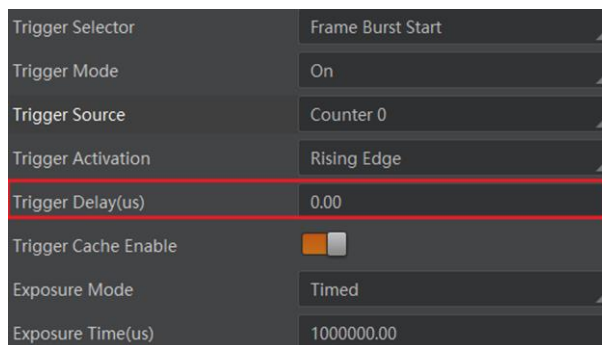 Trigger Selector Frame Burst Start
Trigger Mode On
Trigger Source Counter 0
Trigger Activation Rising Edge
Trigger Delay(us) 0.00
Trigger Cache Enable
Exposure Mode Timed
Exposure Time(us) 1000000.00